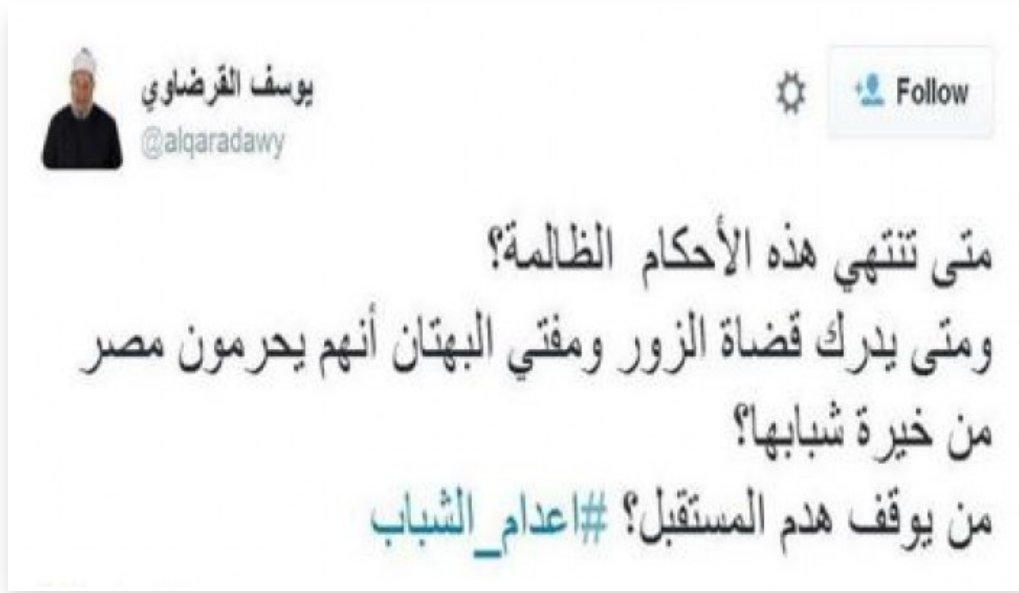 يوسف القرضاوي
@alqaradawy
Follow
متى تنتهي هذه الأحكام الظالمة؟
ومتى يدرك قضاة الزور ومفتي البهتان أنهم يحرمون مصر
من خيرة شبابها؟
من يوقف هدم المستقبل؟ #اعدام_الشباب